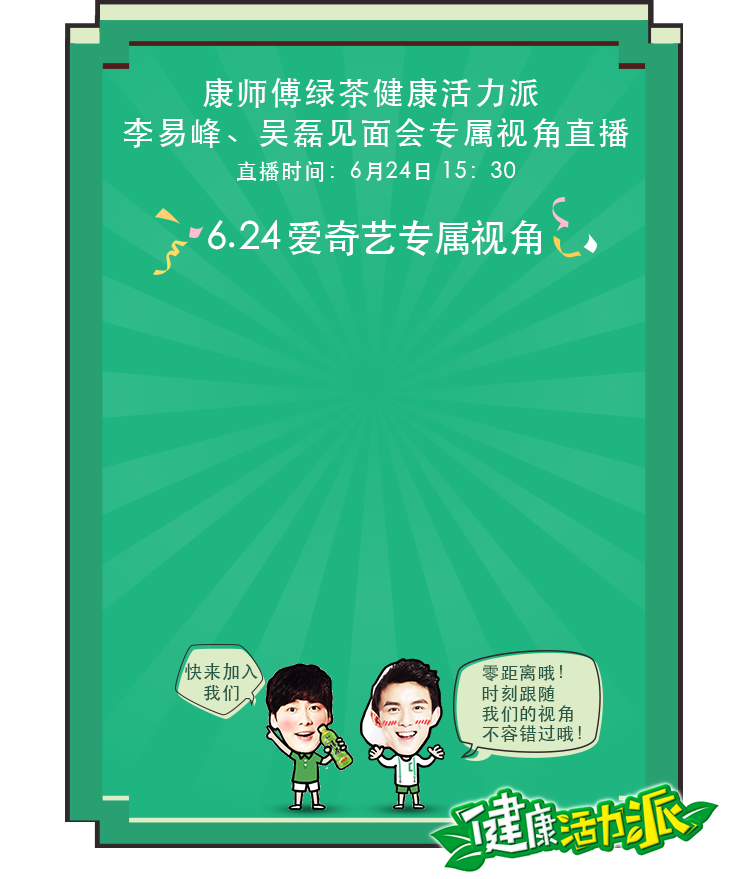 康师傅绿茶健康活力派
李易峰、吴磊见面会专属视角直播
直播时间：6月24日 15：30
6.24爱奇艺专属视角
快来加入
我们
零距离哦！
时刻跟随
我们的视角
不容错过哦！
健康活力派